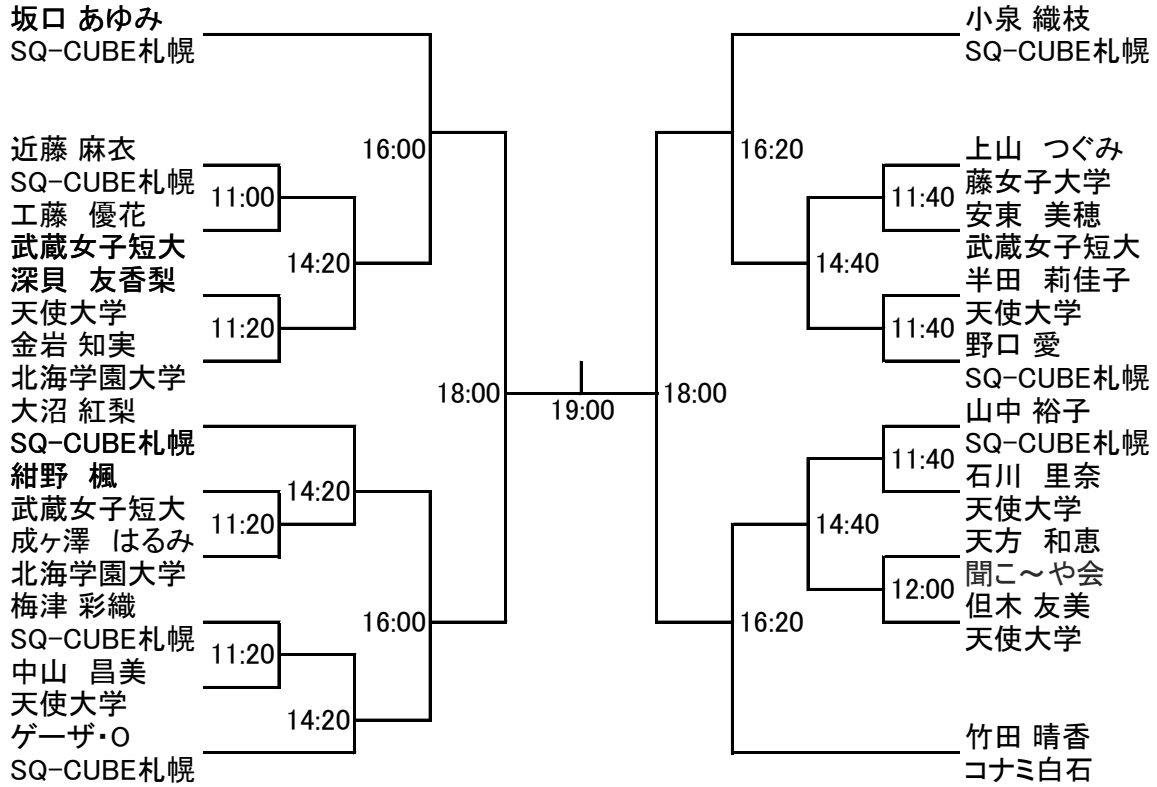 坂口 あゆみ
SQ-CUBE札幌
近藤 麻衣
SQ-CUBE札幌
工藤　優花
武蔵女子短大
深貝　友香梨
天使大学
金岩 知実
北海学園大学
大沼 紅梨
SQ-CUBE札幌
紺野　楓
武蔵女子短大
成ヶ澤　はるみ
北海学園大学
梅津 彩織
SQ-CUBE札幌
中山　昌美
天使大学
ゲーザ・O
SQ-CUBE札幌
11:00
11:20
11:20
11:20
14:20
14:20
14:20
16:00
16:00
18:00
19:00
18:00
16:20
16:20
14:40
14:40
11:40
11:40
11:40
12:00
小泉 織枝
SQ-CUBE札幌
上山　つぐみ
藤女子大学
安東　美穂
武蔵女子短大
半田　莉佳子
天使大学
野口 愛
SQ-CUBE札幌
山中 裕子
SQ-CUBE札幌
石川　里奈
天使大学
天方　和恵
聞こ～や会
但木 友美
天使大学
竹田 晴香
コナミ白石